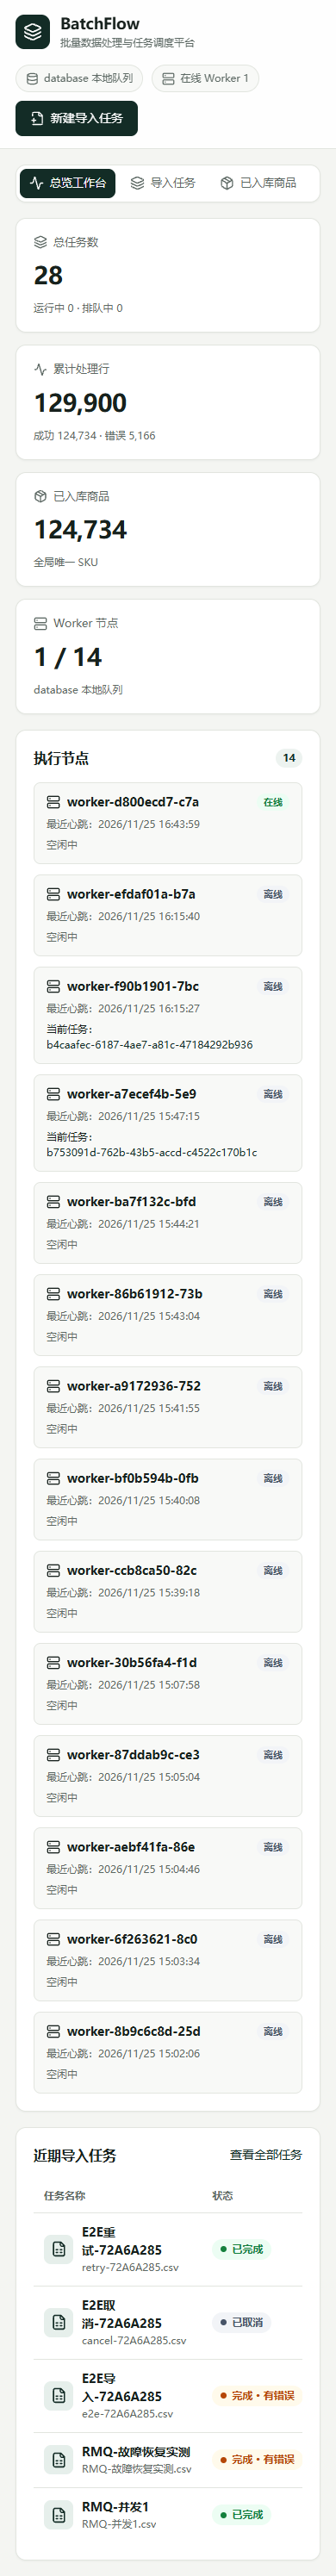 BatchFlow
批量数据处理与任务调度平台
database 本地队列
在线 Worker 1
新建导入任务
总览工作台
导入任务
已入库商品
总任务数
28
运行中 0 · 排队中 0
累计处理行
129,900
成功 124,734 · 错误 5,166
已入库商品
124,734
全局唯一 SKU
Worker 节点
1 / 14
database 本地队列
执行节点
14
worker-d800ecd7-c7a
在线
最近心跳：2026/11/25 16:43:59
空闲中
worker-efdaf01a-b7a
离线
最近心跳：2026/11/25 16:15:40
空闲中
worker-f90b1901-7bc
离线
最近心跳：2026/11/25 16:15:27
当前任务：
b4caafec-6187-4ae7-a81c-47184292b936
worker-a7ecef4b-5e9
离线
最近心跳：2026/11/25 15:47:15
当前任务：
b753091d-762b-43b5-accd-c4522c170b1c
worker-ba7f132c-bfd
离线
最近心跳：2026/11/25 15:44:21
空闲中
worker-86b61912-73b
离线
最近心跳：2026/11/25 15:43:04
空闲中
worker-a9172936-752
离线
最近心跳：2026/11/25 15:41:55
空闲中
worker-bf0b594b-0fb
离线
最近心跳：2026/11/25 15:40:08
空闲中
worker-ccb8ca50-82c
离线
最近心跳：2026/11/25 15:39:18
空闲中
worker-30b56fa4-f1d
离线
最近心跳：2026/11/25 15:07:58
空闲中
worker-87ddab9c-ce3
离线
最近心跳：2026/11/25 15:05:04
空闲中
worker-aebf41fa-86e
离线
最近心跳：2026/11/25 15:04:46
空闲中
worker-6f263621-8c0
离线
最近心跳：2026/11/25 15:03:34
空闲中
worker-8b9c6c8d-25d
离线
最近心跳：2026/11/25 15:02:06
空闲中
近期导入任务
查看全部任务
任务名称
状态
E2E重
试-72A6A285
retry-72A6A285.csv
已完成
E2E取
消-72A6A285
cancel-72A6A285.csv
已取消
E2E导
入-72A6A285
e2e-72A6A285.csv
完成 · 有错误
RMQ-故障恢复实测
RMQ-故障恢复实测.csv
完成 · 有错误
RMQ-并发1
RMQ-并发1.csv
已完成